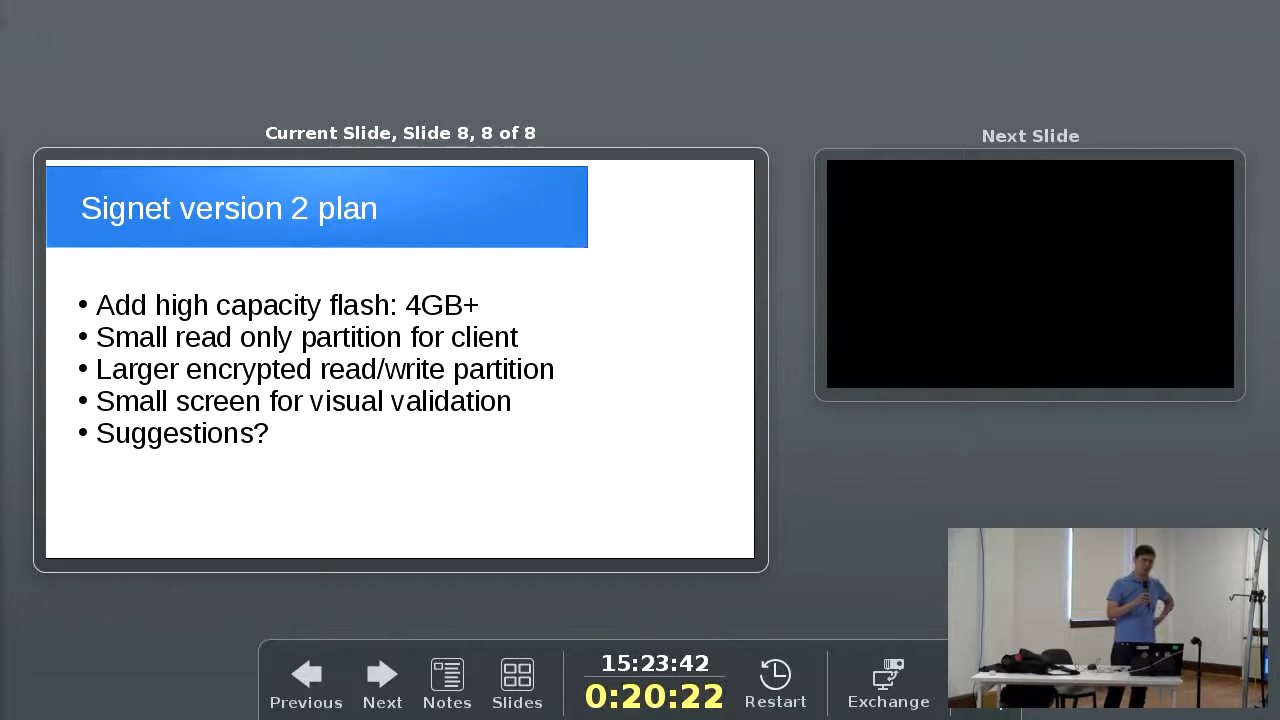 Current Slide, Slide 8, 8 of 8
Next Slide
Signet version 2 plan
• Add high capacity flash: 4GB+
• Small read only partition for client
• Larger encrypted read/write partition
• Small screen for visual validation
• Suggestions?
Previous
Next
Notes
Slides
15:23:42
0:20:22
Restart
Exchange